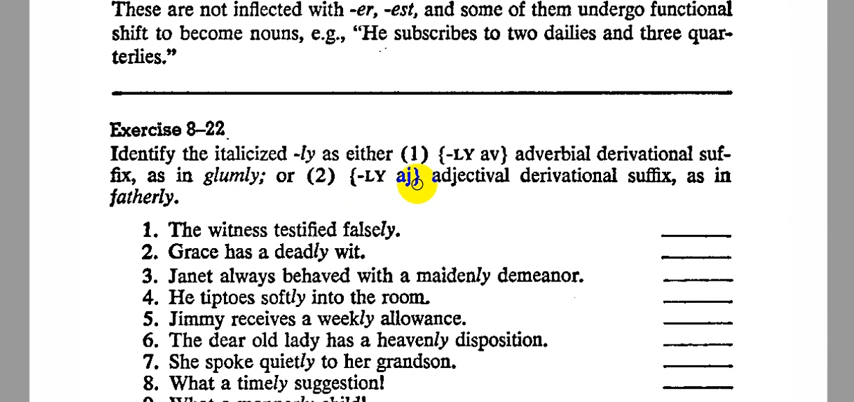 These are not inflected with -er, -est, and some of them undergo functional
shift to become nouns, e.g., “He subscribes to two dailies and three quar-
terlies.”
Exercise 8–22
Identify the italicized -ly as either (1) {-LY av} adverbial derivational suf-
fix, as in glumly; or (2) {-LY aj} adjectival derivational suffix, as in
fatherly.
1. The witness testified falsely.
2. Grace has a deadly wit.
3. Janet always behaved with a maidenly demeanor.
4. He tiptoes softly into the room.
5. Jimmy receives a weekly allowance.
6. The dear old lady has a heavenly disposition.
7. She spoke quietly to her grandson.
8. What a timely suggestion!